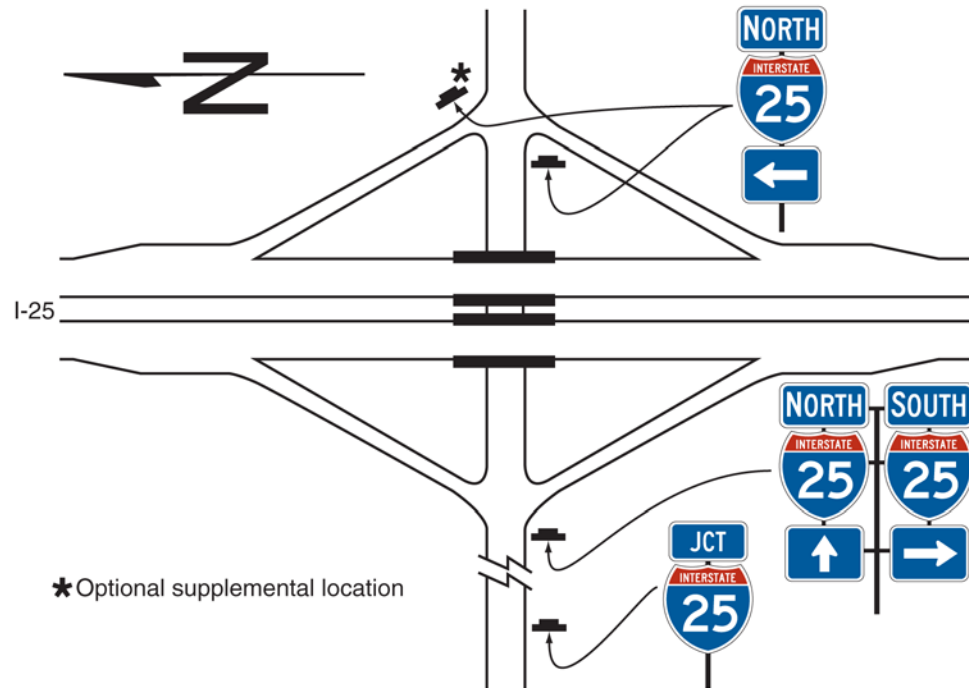 N
*
NORTH
INTERSTATE
25
I-25
NORTH SOUTH
INTERSTATE INTERSTATE
25 25
JCT
INTERSTATE
25
* Optional supplemental location